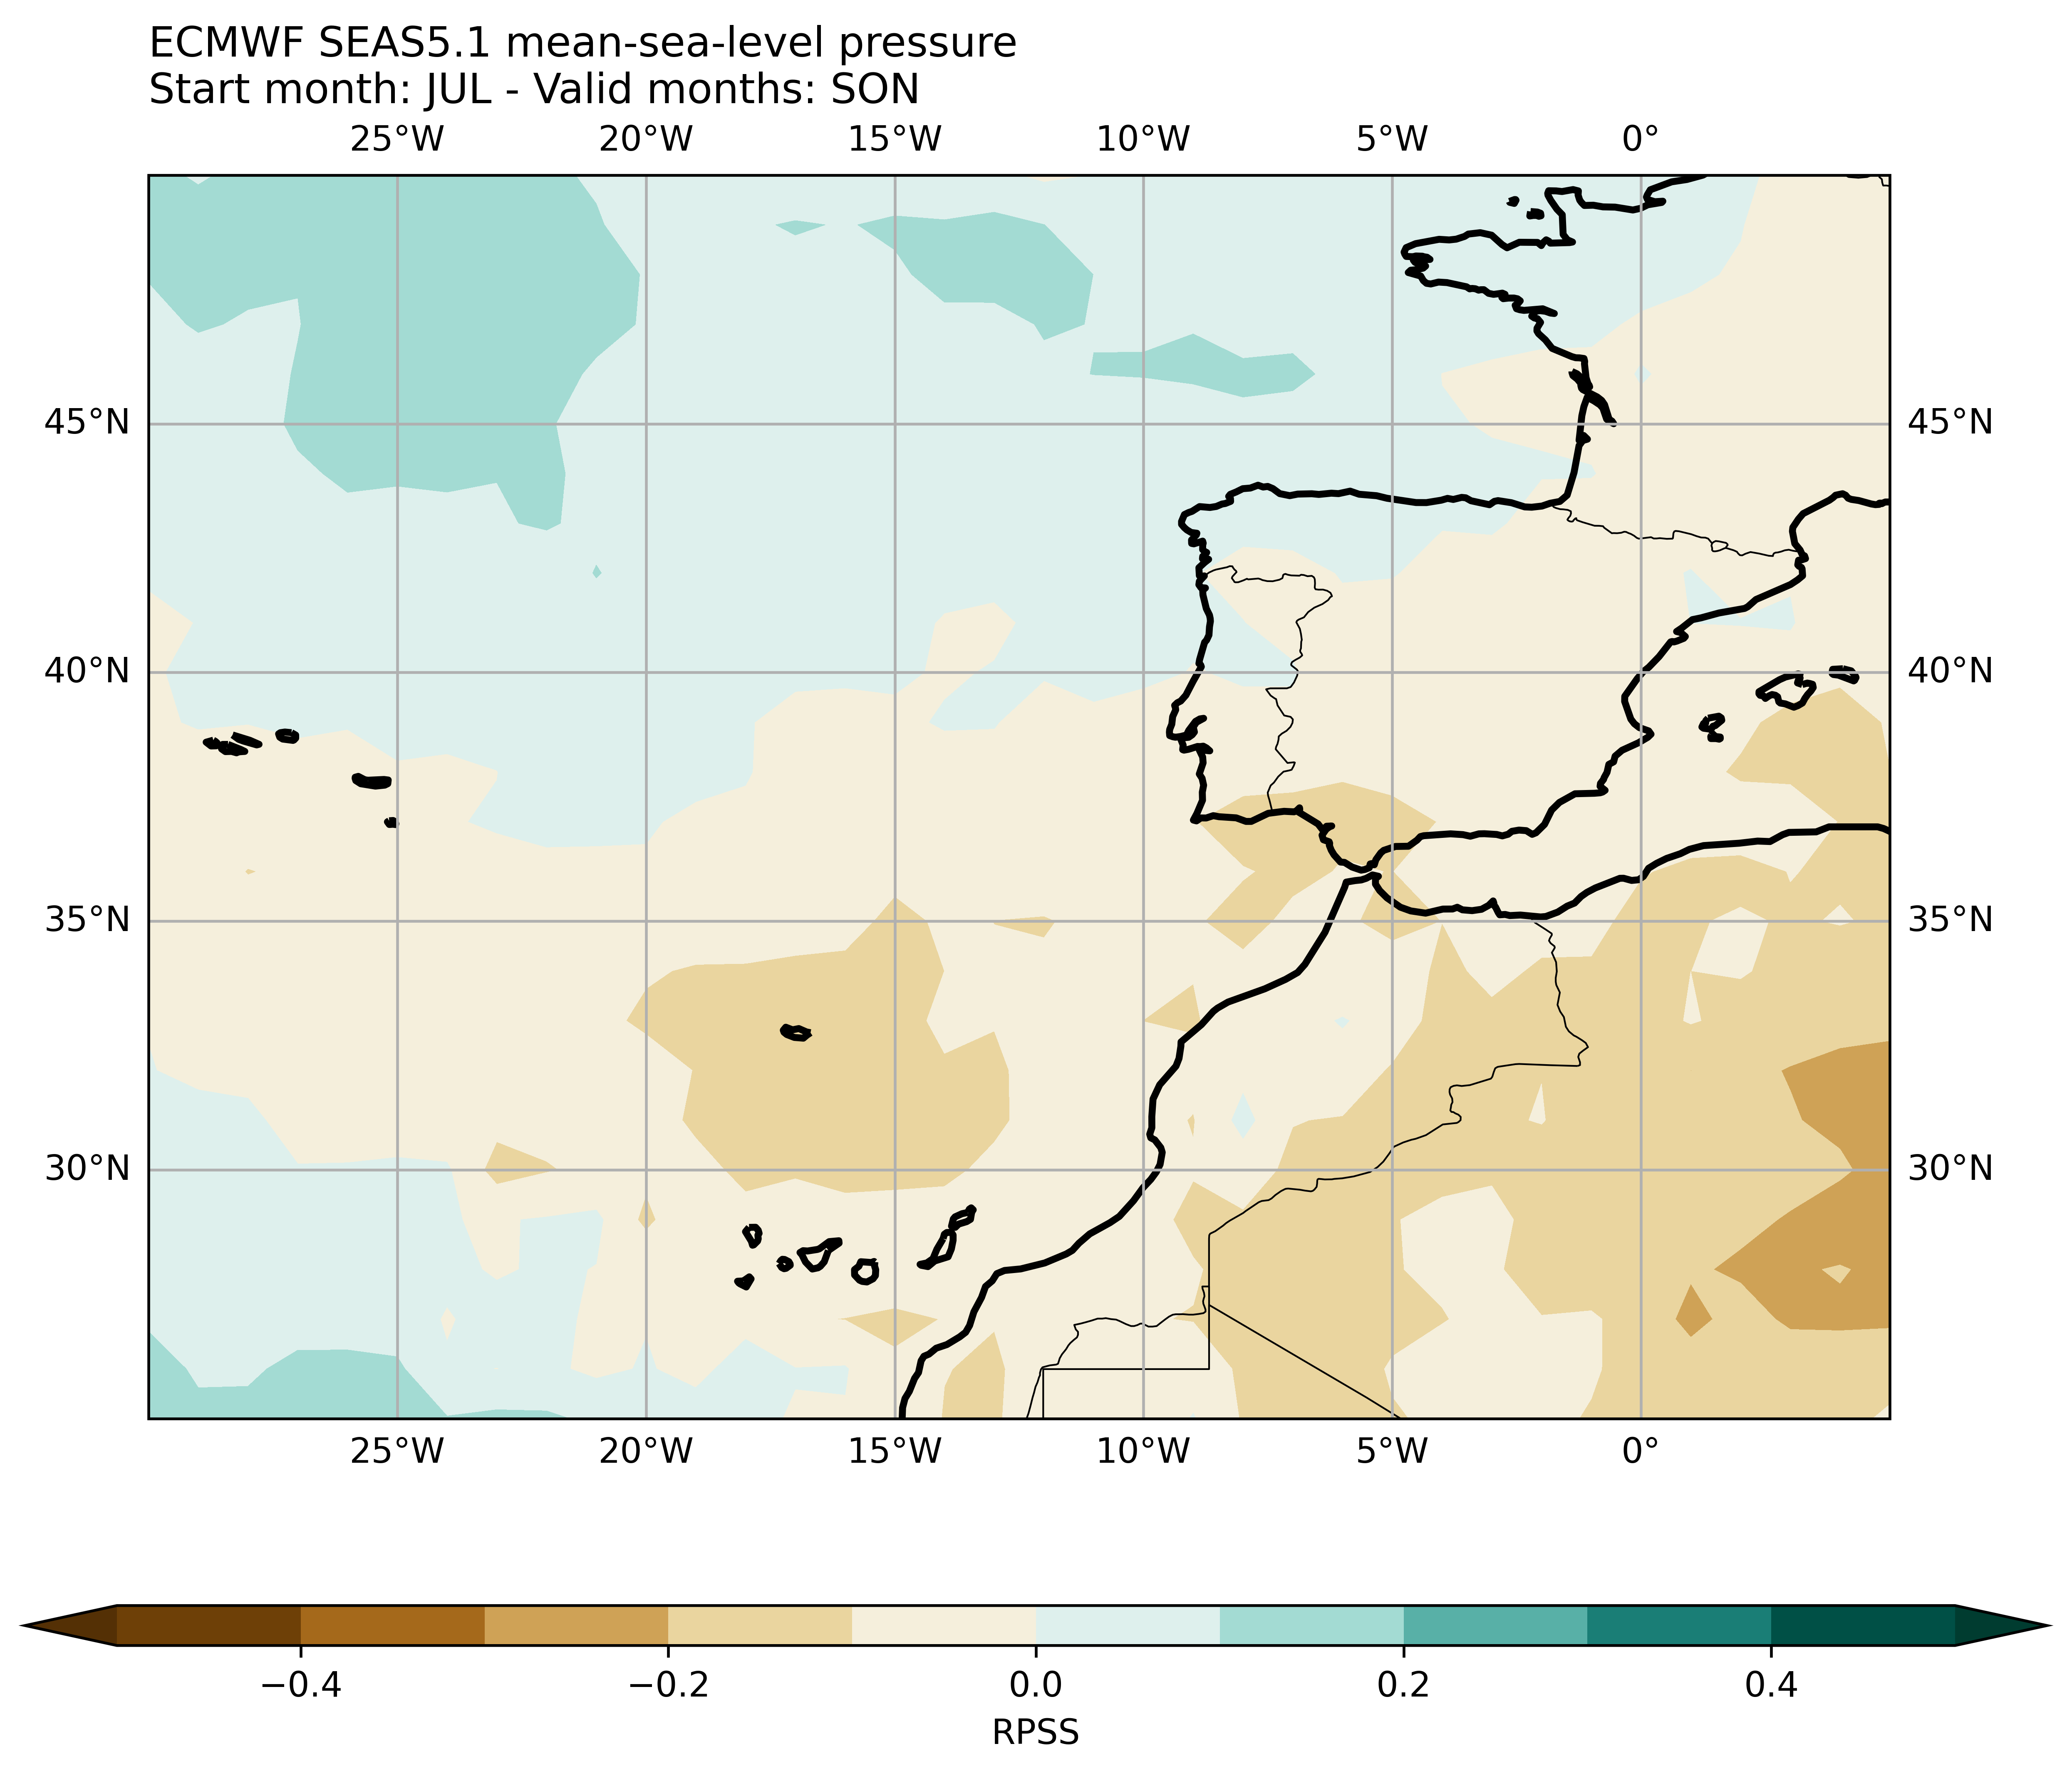 ECMWF SEAS5.1 mean-sea-level pressure
Start month: JUL - Valid months: SON
25°W 20°W 15°W 10°W 5°W 0°
45°N 45°N
40°N 40°N
35°N 35°N
30°N 30°N
25°W 20°W 15°W 10°W 5°W 0°
−0.4 −0.2 0.0 0.2 0.4
RPSS